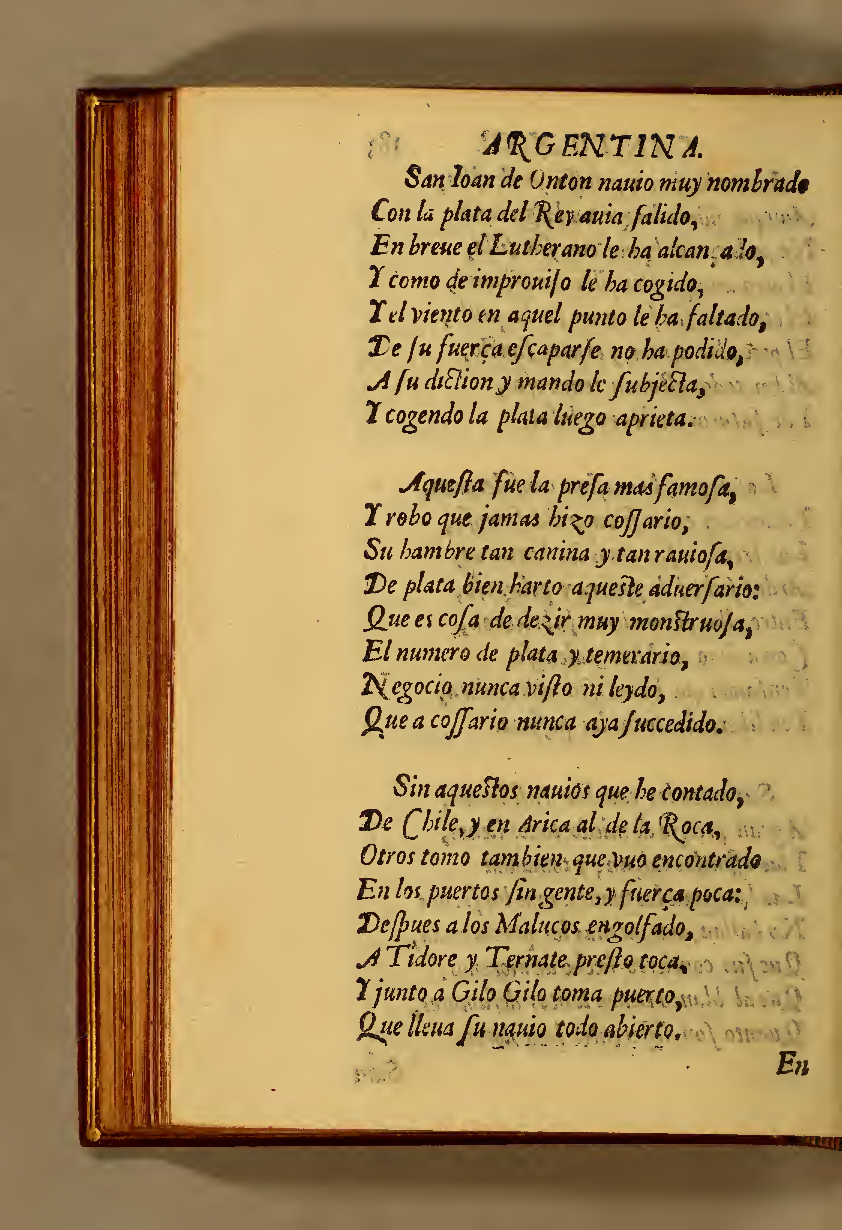 ARGENTINA.
San Ioan de Onton nauio muy nombrado
Con la plata del Rey auia ſalido,
En breue el Lutherano le ha alcançado,
Y como de improuiſo le ha cogido,
Y el viento en aquel punto le ha faltado,
De ſu fuerça eſcaparſe no ha podido,
A ſu diction y mando le ſubjecta,
Y cogendo la plata luego aprieta.
Aqueſta fue la preſa mas famoſa,
Y robo que jamas hizo coſſario,
Su hambre tan canina y tan rauioſa,
De plata bien harto aqueſte aduerſario:
Que es coſa de dezir muy monſtruoſa,
El numero de plata y temerario,
Negocio nunca viſto ni leydo,
Que a coſſario nunca aya ſuccedido.
Sin aqueſtos nauios que he contado,
De Chile, y en Arica al de la Roca,
Otros tomo tambien que vuo encontrado
En los puertos ſin gente, y fuerça poca:
Deſpues a los Malucos engolfado,
A Tidore y Ternate preſto toca,
Y junto a Gilo Gilo toma puerto,
Que lleua ſu nauio todo abierto.
En